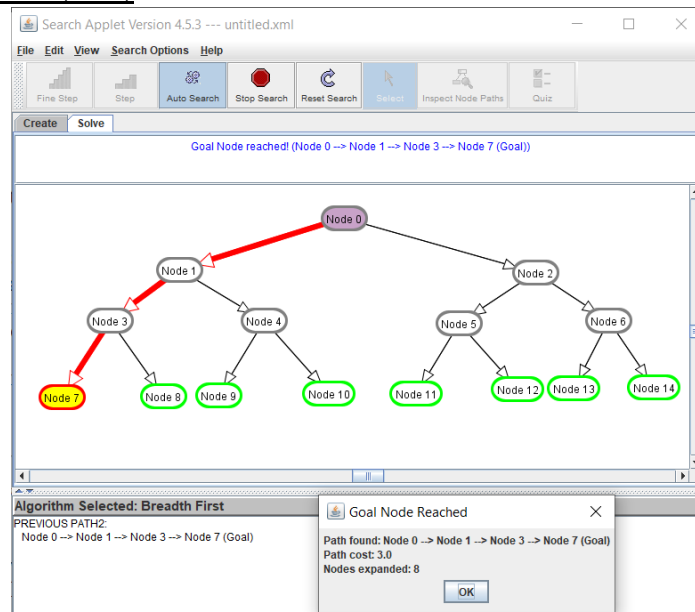 Search Applet Version 4.5.3 --- untitled.xml
File Edit View Search Options Help
Fine Step Step Auto Search Stop Search Reset Search Select Inspect Node Paths Quiz
Create Solve
Goal Node reached! (Node 0 --> Node 1 --> Node 3 --> Node 7 (Goal))
Node 0
Node 1 Node 2
Node 3 Node 4 Node 5 Node 6
Node 7 Node 8 Node 9 Node 10 Node 11 Node 12 Node 13 Node 14
Algorithm Selected: Breadth First
PREVIOUS PATH2:
Node 0 --> Node 1 --> Node 3 --> Node 7 (Goal)
Goal Node Reached
Path found: Node 0 --> Node 1 --> Node 3 --> Node 7 (Goal)
Path cost: 3.0
Nodes expanded: 8
OK